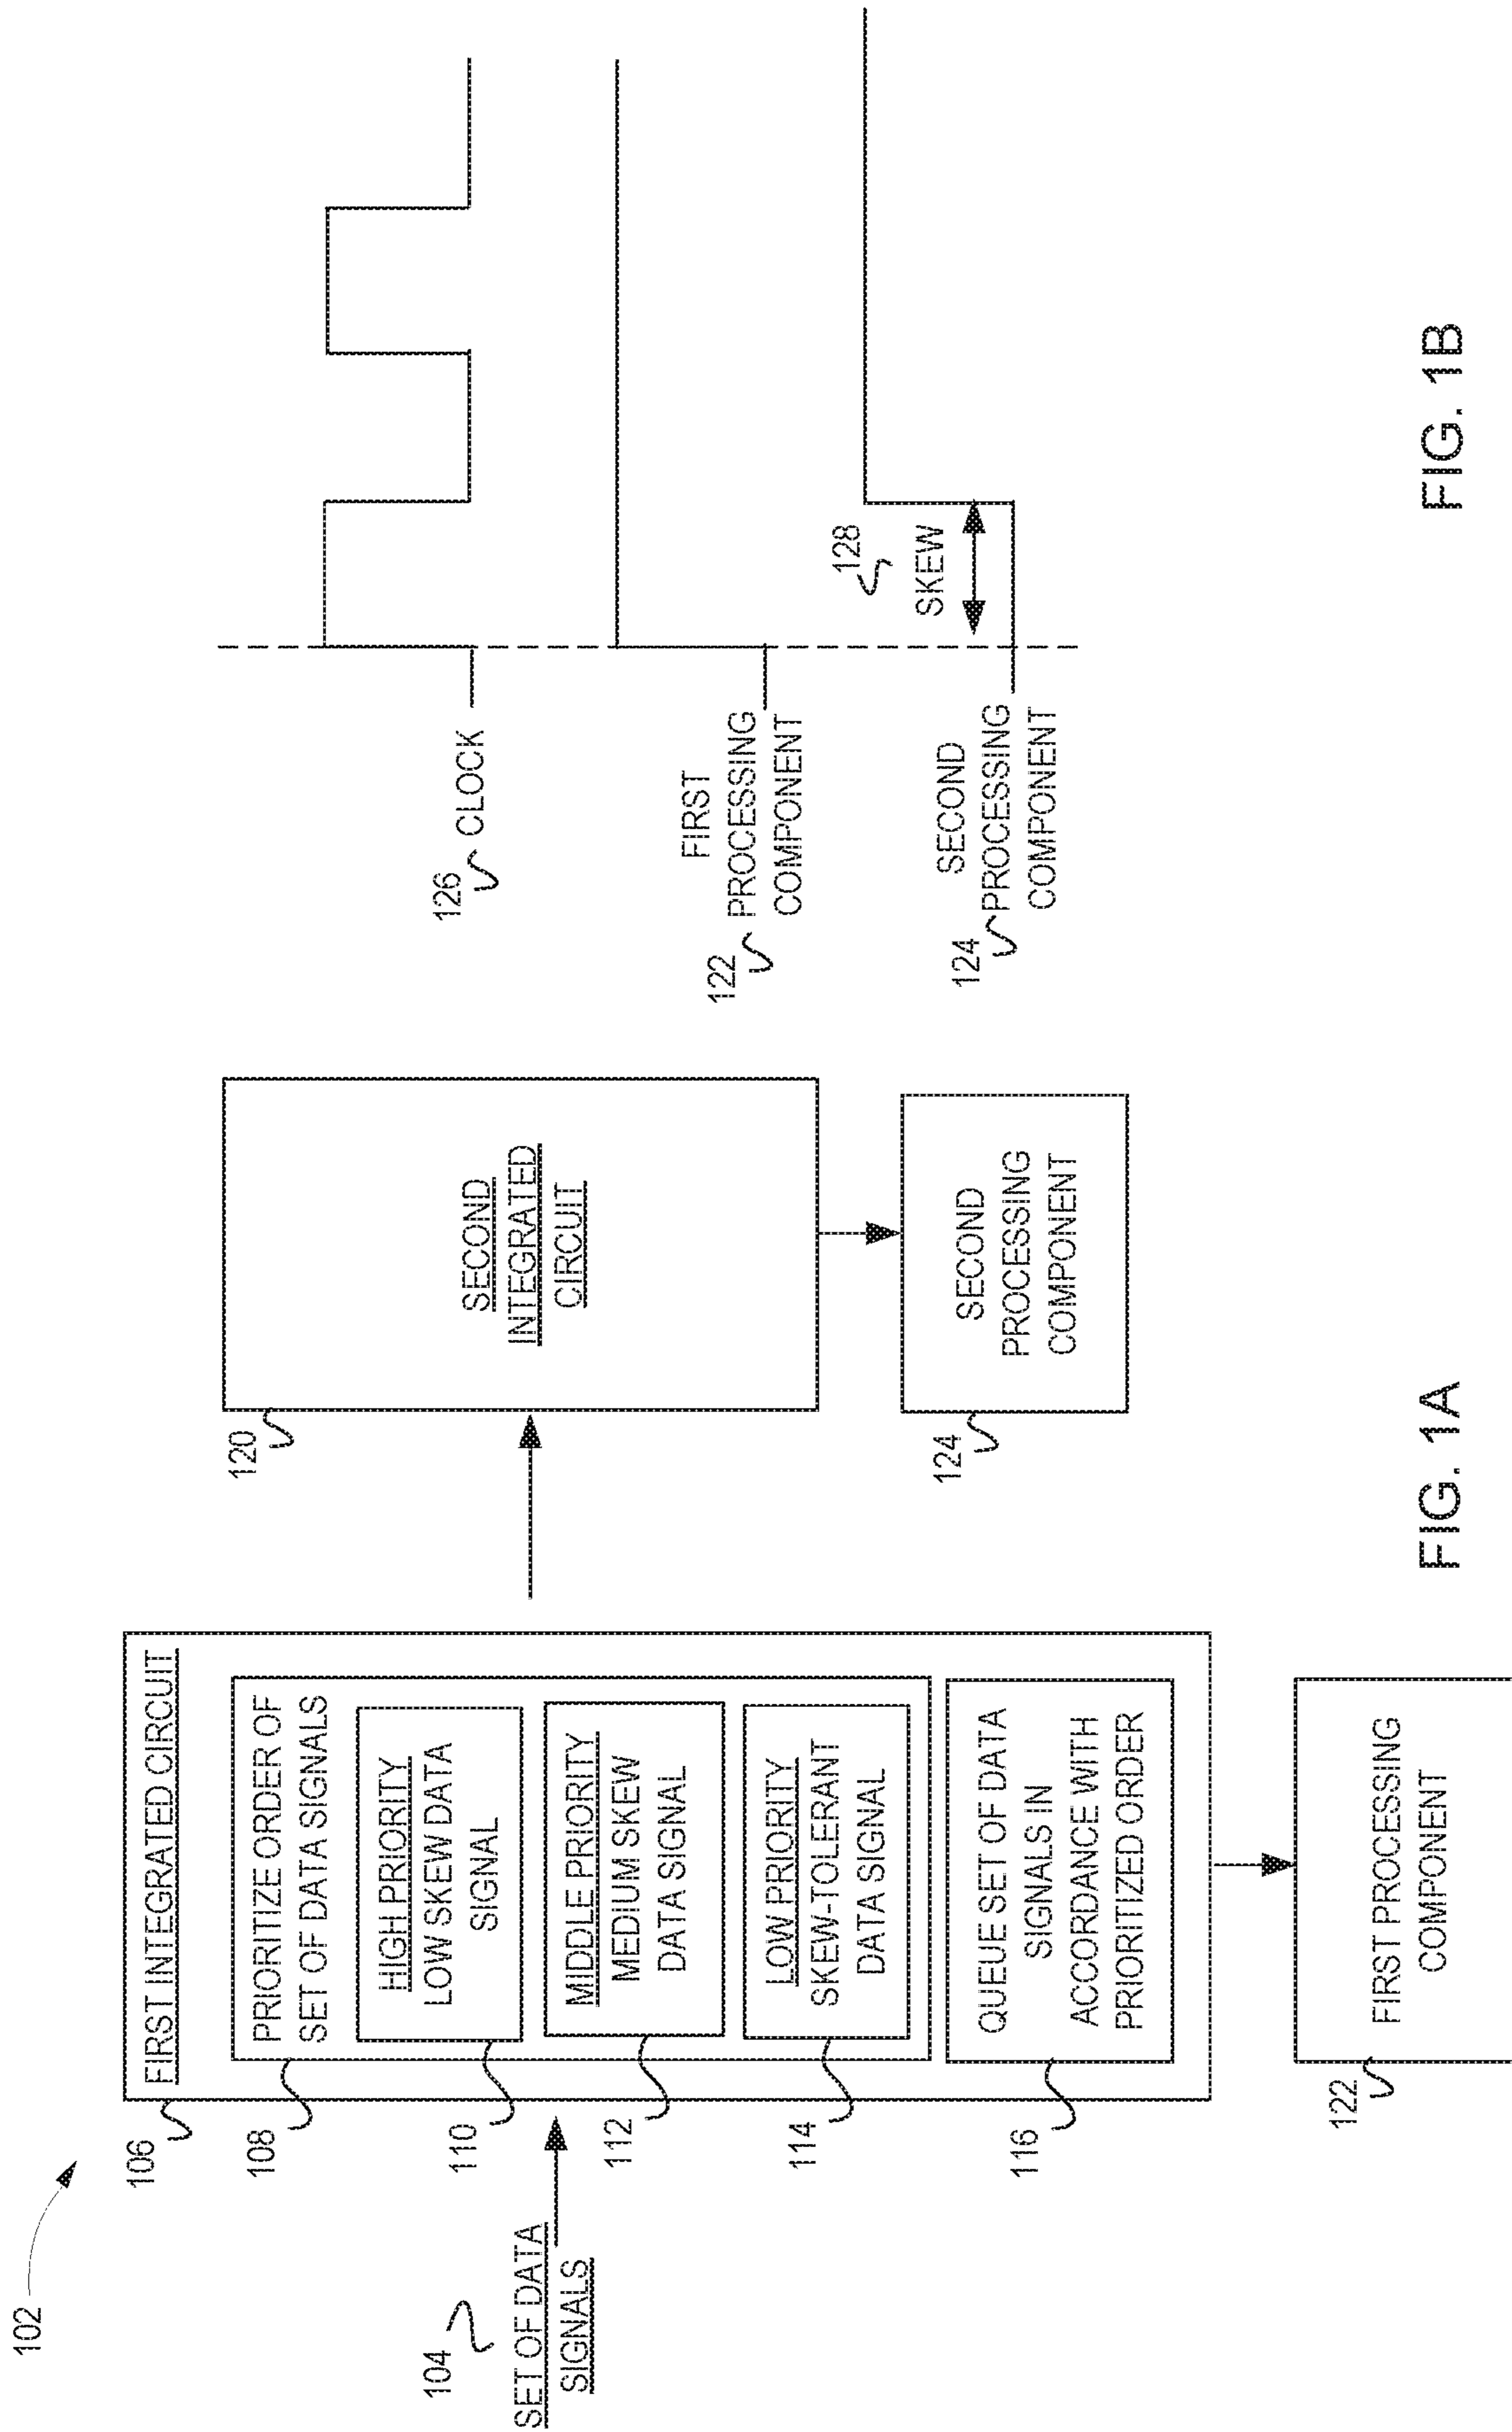 102
104
SET OF DATA
SIGNALS
106
FIRST INTEGRATED CIRCUIT
108
PRIORITIZE ORDER OF
SET OF DATA SIGNALS
110
HIGH PRIORITY
LOW SKEW DATA
SIGNAL
112
MIDDLE PRIORITY
MEDIUM SKEW
DATA SIGNAL
114
LOW PRIORITY
SKEW-TOLERANT
DATA SIGNAL
116
QUEUE SET OF DATA
SIGNALS IN
ACCORDANCE WITH
PRIORITIZED ORDER
122
FIRST PROCESSING
COMPONENT
120
SECOND
INTEGRATED
CIRCUIT
124
SECOND
PROCESSING
COMPONENT
FIG. 1A
126
CLOCK
122
FIRST
PROCESSING
COMPONENT
124
SECOND
PROCESSING
COMPONENT
128
SKEW
FIG. 1B